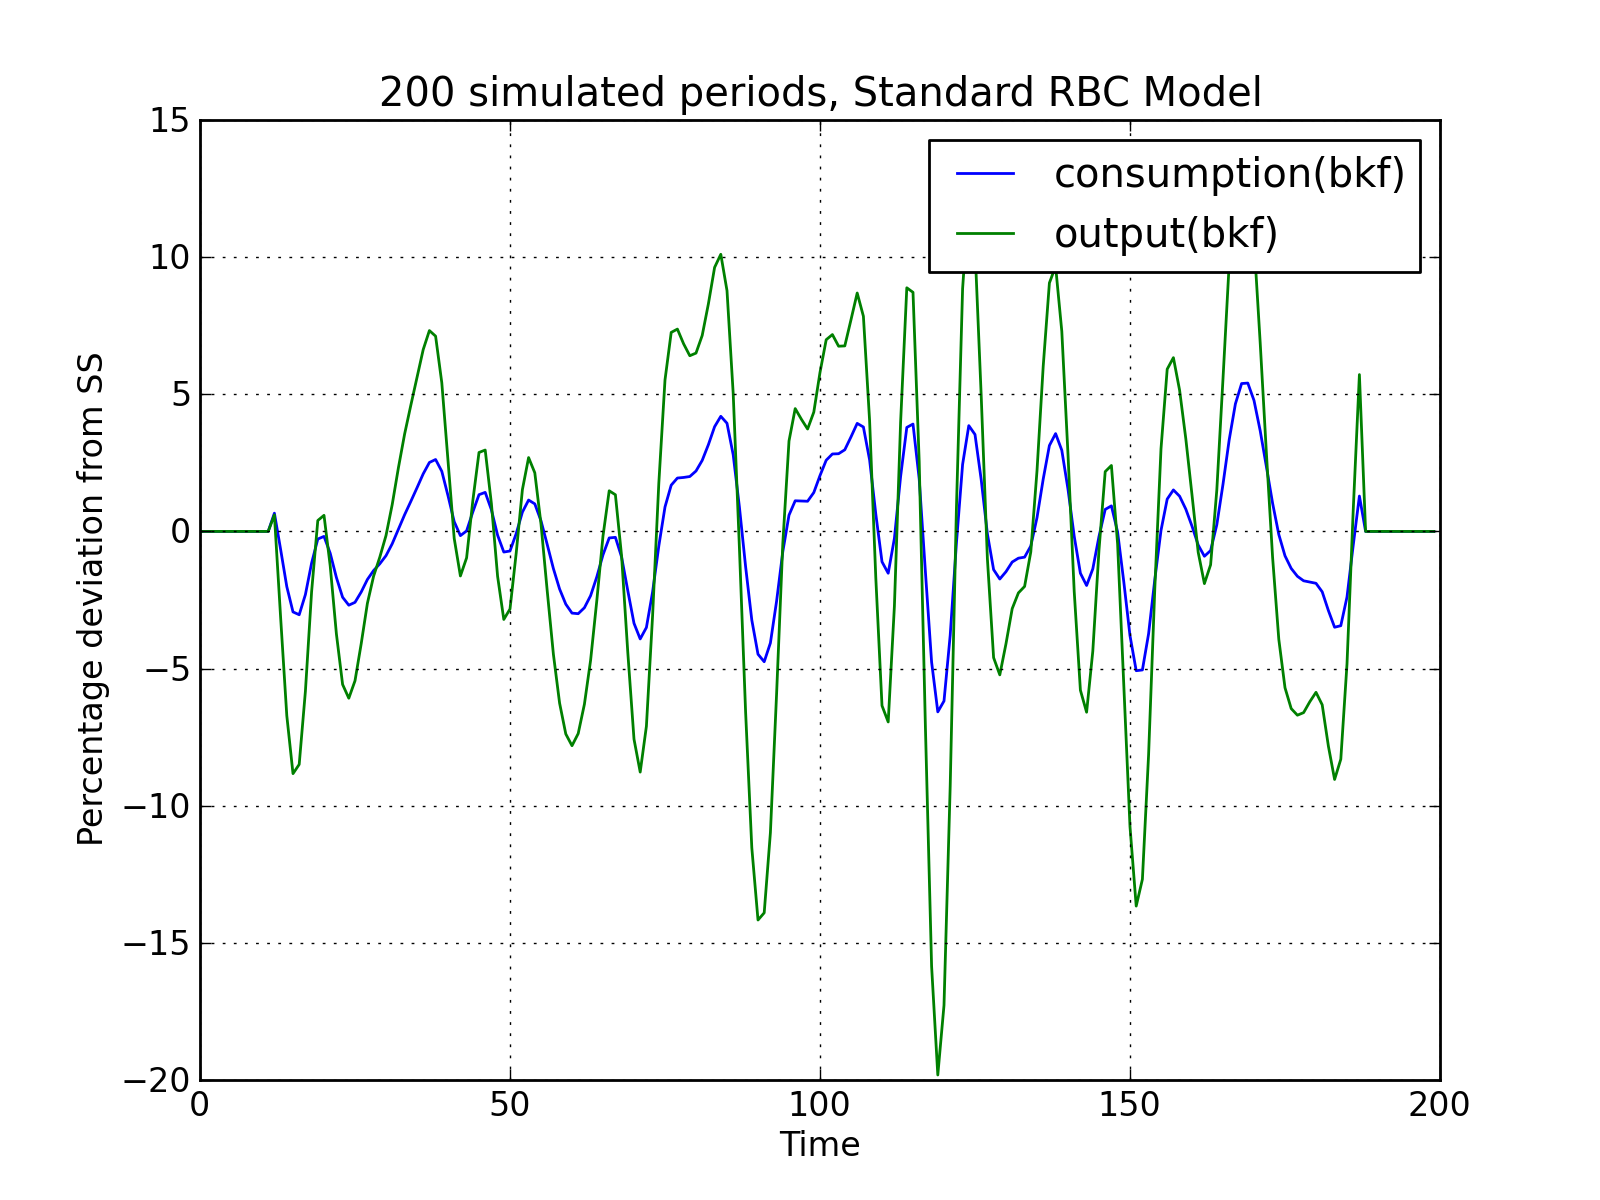 200 simulated periods, Standard RBC Model
15
10
5
0
−5
−10
−15
−20
Percentage deviation from SS
consumption(bkf)
output(bkf)
0 50 100 150 200
Time